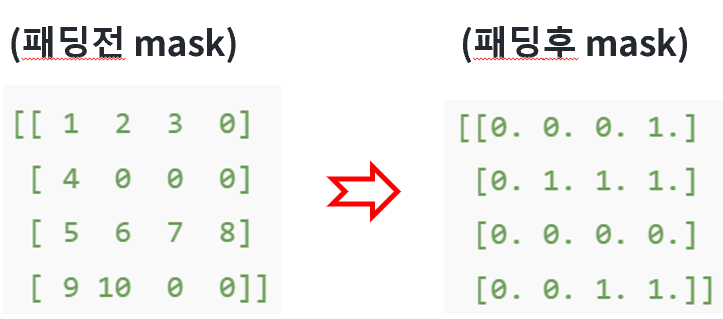 (패딩전 mask)
[[ 1 2 3 0]
[ 4 0 0 0]
[ 5 6 7 8]
[ 9 10 0 0]]
(패딩후 mask)
[[0. 0. 0. 1.]
[0. 1. 1. 1.]
[0. 0. 0. 0.]
[0. 0. 1. 1.]]